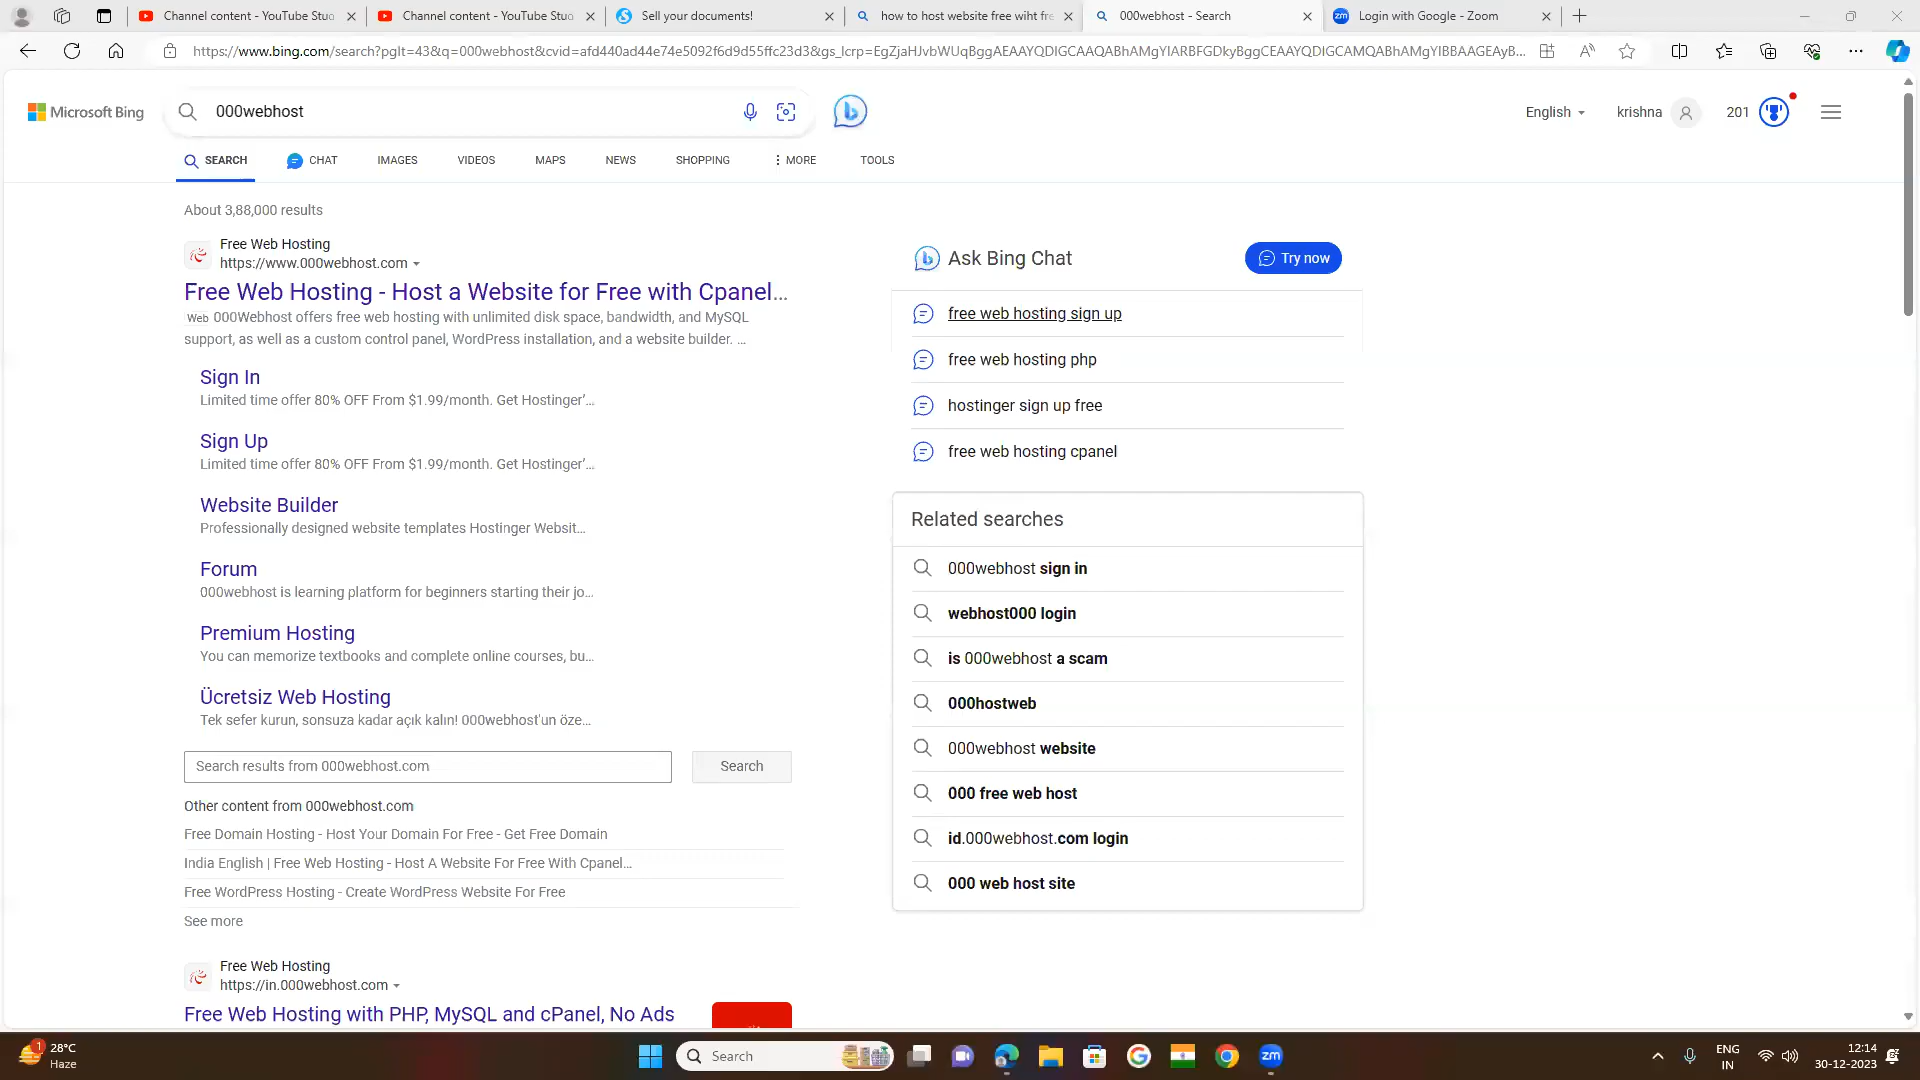 Channel content - YouTube Stud
Channel content - YouTube Stud
Sell your documents!
how to host website free wiht fre
000webhost - Search
Login with Google - Zoom
https://www.bing.com/search?pglt=43&q=000webhost&cvid=afd440ad44e74e5092f6d9d55ffc23d3&gs_lcrp=EgZjaHJvbWUqBggAEAAYQDIGCAAQABhAMgYIARBFGDkyBggCEAAYQDIGCAMQABhAMgYIBBAAGEAyB...
Microsoft Bing
000webhost
English
krishna
201
SEARCH
CHAT
IMAGES
VIDEOS
MAPS
NEWS
SHOPPING
MORE
TOOLS
About 3,88,000 results
Free Web Hosting
https://www.000webhost.com
Free Web Hosting - Host a Website for Free with Cpanel...
Web 000Webhost offers free web hosting with unlimited disk space, bandwidth, and MySQL
support, as well as a custom control panel, WordPress installation, and a website builder. ...
Sign In
Limited time offer 80% OFF From $1.99/month. Get Hostinger'...
Sign Up
Limited time offer 80% OFF From $1.99/month. Get Hostinger'...
Website Builder
Professionally designed website templates Hostinger Websit...
Forum
000webhost is learning platform for beginners starting their jo...
Premium Hosting
You can memorize textbooks and complete online courses, bu...
Ücretsiz Web Hosting
Tek sefer kurun, sonsuza kadar açık kalın! 000webhost'un öze...
Search results from 000webhost.com
Search
Other content from 000webhost.com
Free Domain Hosting - Host Your Domain For Free - Get Free Domain
India English | Free Web Hosting - Host A Website For Free With Cpanel...
Free WordPress Hosting - Create WordPress Website For Free
See more
Free Web Hosting
https://in.000webhost.com
Free Web Hosting with PHP, MySQL and cPanel, No Ads
Ask Bing Chat
Try now
free web hosting sign up
free web hosting php
hostinger sign up free
free web hosting cpanel
Related searches
000webhost sign in
webhost000 login
is 000webhost a scam
000hostweb
000webhost website
000 free web host
id.000webhost.com login
000 web host site
1
28°C
Haze
Search
zm
ENG
IN
12:14
30-12-2023